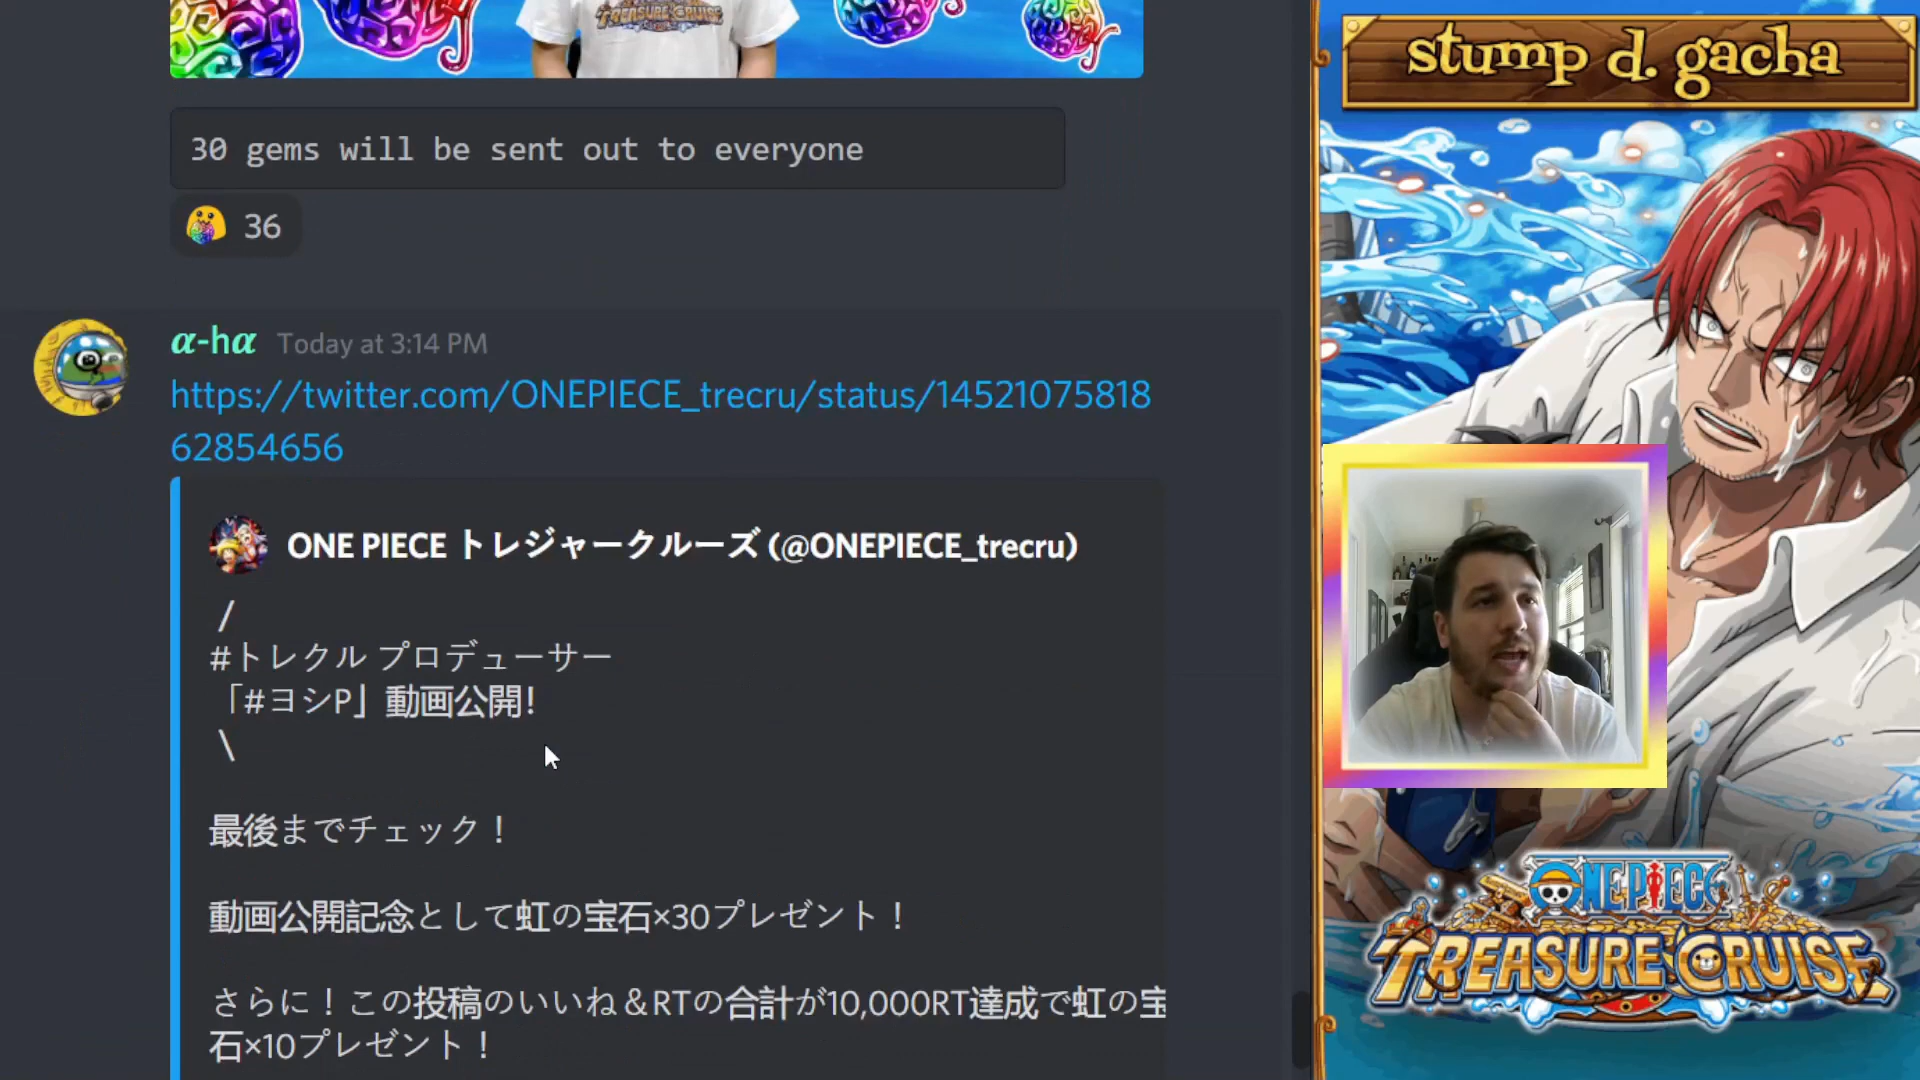 TREASURE CRUISE
30 gems will be sent out to everyone
36
α-hα Today at 3:14 PM
https://twitter.com/ONEPIECE_trecru/status/14521075818
62854656
ONE PIECE トレジャークルーズ (@ONEPIECE_trecru)
/
#トレクル プロデューサー
「#ヨシP」動画公開!
\
最後までチェック！
動画公開記念として虹の宝石×30プレゼント！
さらに！この投稿のいいね＆RTの合計が10,000RT達成で虹の宝
石×10プレゼント！
stump d. gacha
ONE PIECE
TREASURE CRUISE